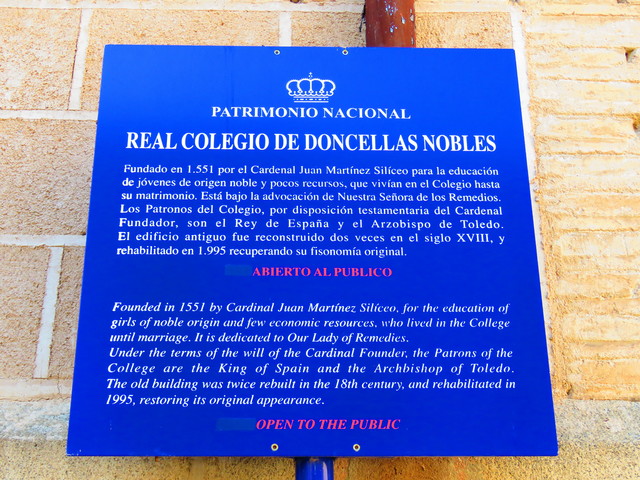 PATRIMONIO NACIONAL
REAL COLEGIO DE DONCELLAS NOBLES
Fundado en 1.551 por el Cardenal Juan Martínez Silíceo para la educación
de jóvenes de origen noble y pocos recursos, que vivían en el Colegio hasta
su matrimonio. Está bajo la advocación de Nuestra Señora de los Remedios.
Los Patronos del Colegio, por disposición testamentaria del Cardenal
Fundador, son el Rey de España y el Arzobispo de Toledo.
El edificio antiguo fue reconstruido dos veces en el siglo XVIII, y
rehabilitado en 1.995 recuperando su fisonomía original.
ABIERTO AL PUBLICO
Founded in 1551 by Cardinal Juan Martínez Silíceo, for the education of
girls of noble origin and few economic resources, who lived in the College
until marriage. It is dedicated to Our Lady of Remedies.
Under the terms of the will of the Cardinal Founder, the Patrons of the
College are the King of Spain and the Archbishop of Toledo.
The old building was twice rebuilt in the 18th century, and rehabilitated in
1995, restoring its original appearance.
OPEN TO THE PUBLIC